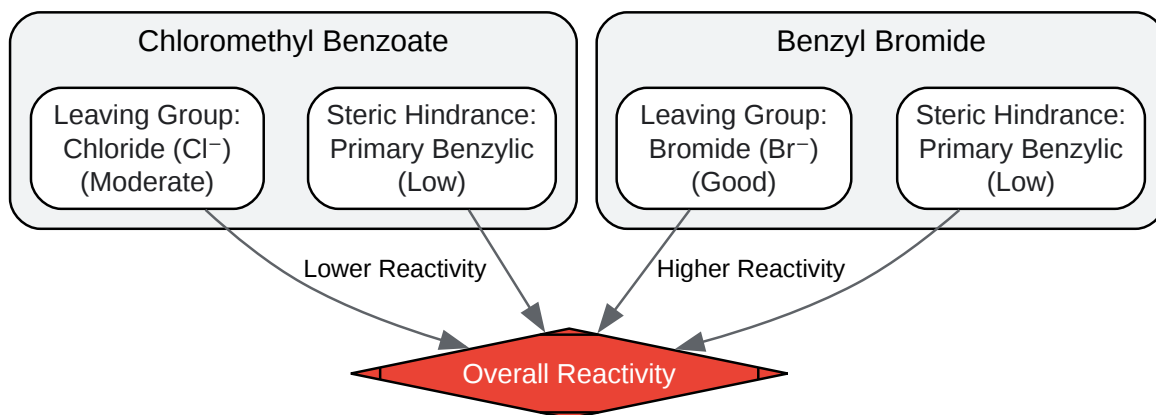 Chloromethyl Benzoate
Leaving Group:
Chloride (Cl⁻)
(Moderate)
Steric Hindrance:
Primary Benzylic
(Low)
Benzyl Bromide
Leaving Group:
Bromide (Br⁻)
(Good)
Steric Hindrance:
Primary Benzylic
(Low)
Lower Reactivity
Higher Reactivity
Overall Reactivity